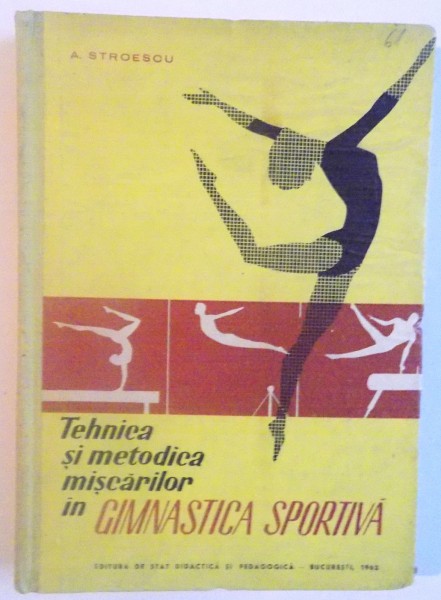 61
A. STROESCU
Tehnica
și metodica
mișcărilor
în GIMNASTICA SPORTIVĂ
EDITURA DE STAT DIDACTICĂ ȘI PEDAGOGICĂ - BUCUREȘTI, 1962